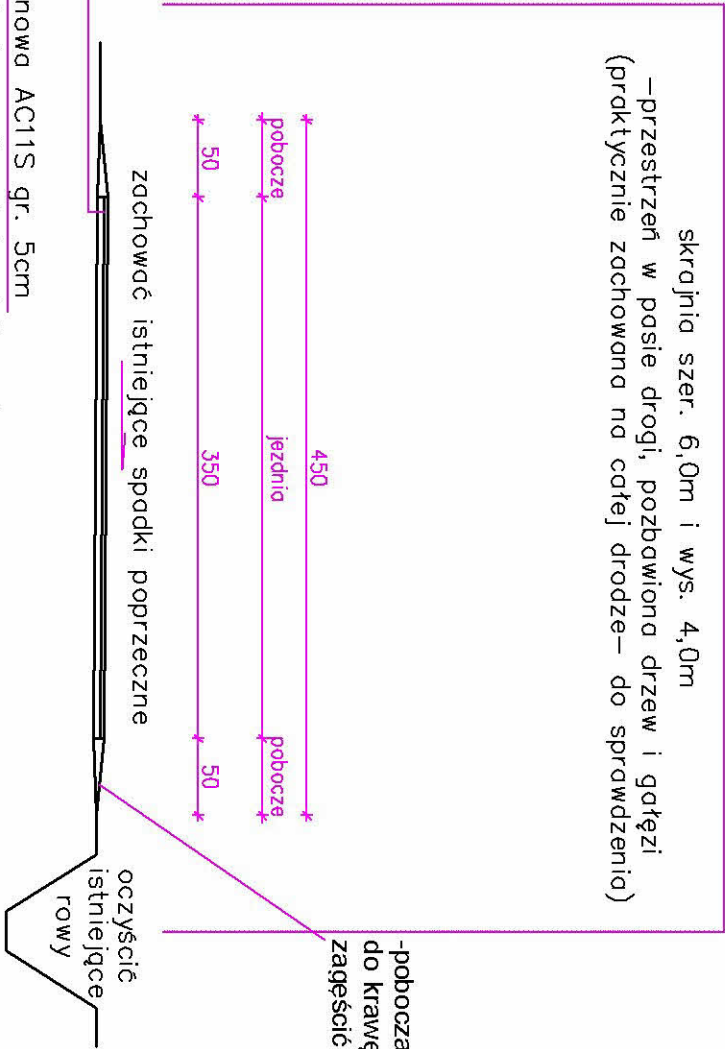 skrajnia szer. 6,0m i wys. 4,0m
–przestrzeń w pasie drogi, pozbawiona drzew i gałęzi
(praktycznie zachowana na całej drodze– do sprawdzenia)
450
pobocze jezdnia pobocze
50 350 50
zachować istniejące spadki poprzeczne
-pobocza
do krawę
zagęścić
oczyścić
istniejące
rowy
nowa AC11S gr. 5cm